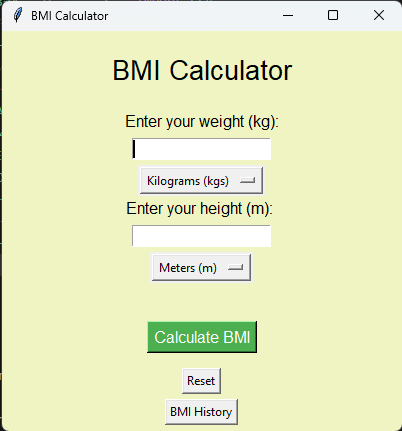 BMI Calculator
BMI Calculator
Enter your weight (kg):
Kilograms (kgs)
Enter your height (m):
Meters (m)
Calculate BMI
Reset
BMI History